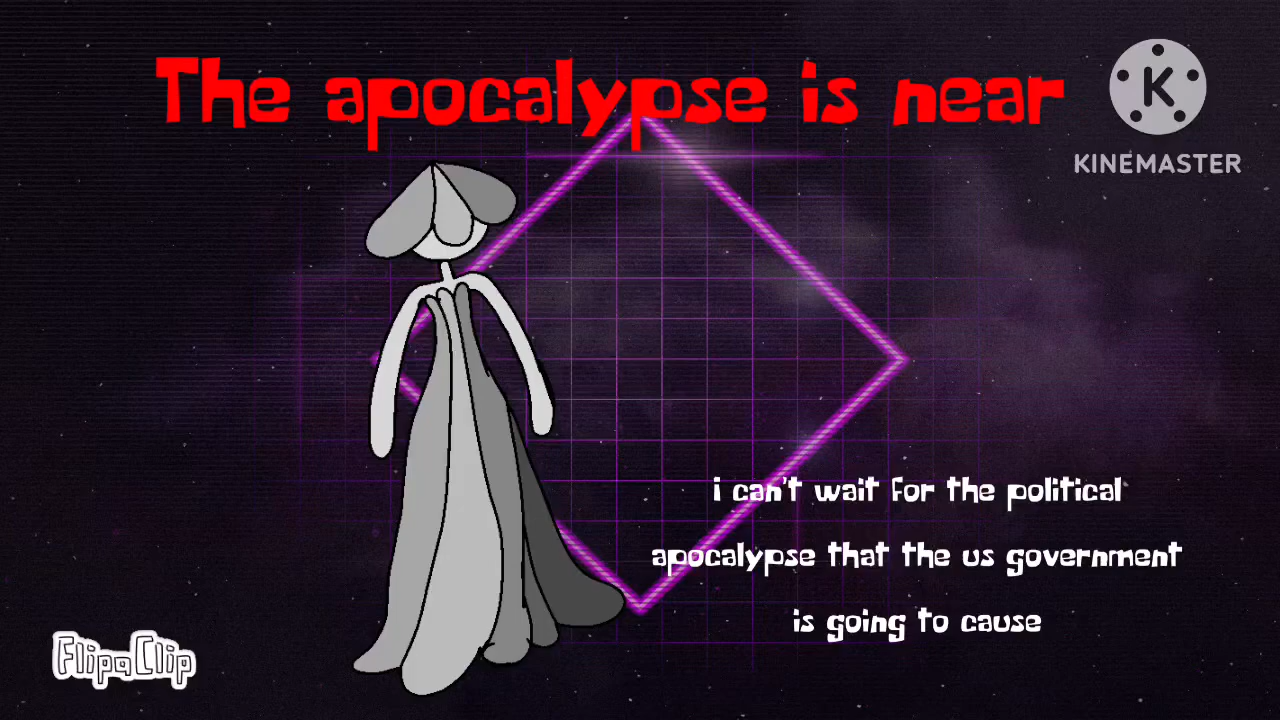 The apocalypse is near
K
KINEMASTER
i can't wait for the political
apocalypse that the us government
is going to cause
FlipaClip